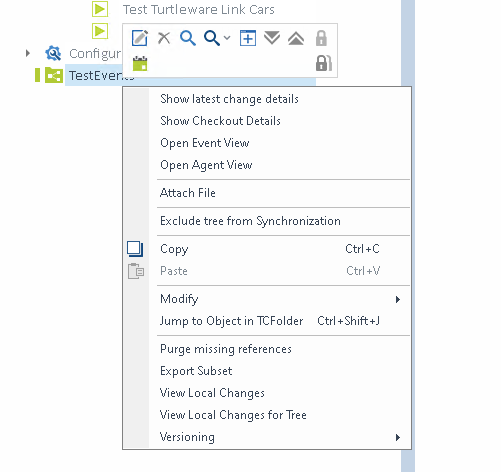 Test Turtleware Link Cars
Configur
TestEvents
Show latest change details
Show Checkout Details
Open Event View
Open Agent View
Attach File
Exclude tree from Synchronization
Copy Ctrl+C
Paste Ctrl+V
Modify
Jump to Object in TCFolder Ctrl+Shift+J
Purge missing references
Export Subset
View Local Changes
View Local Changes for Tree
Versioning